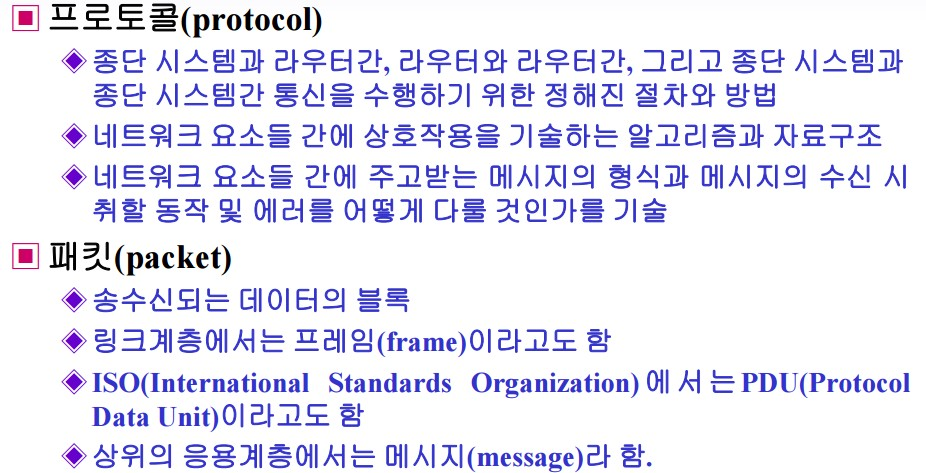 프로토콜(protocol)
종단 시스템과 라우터간, 라우터와 라우터간, 그리고 종단 시스템과
종단 시스템간 통신을 수행하기 위한 정해진 절차와 방법
네트워크 요소들 간에 상호작용을 기술하는 알고리즘과 자료구조
네트워크 요소들 간에 주고받는 메시지의 형식과 메시지의 수신 시
취할 동작 및 에러를 어떻게 다룰 것인가를 기술
패킷(packet)
송수신되는 데이터의 블록
링크계층에서는 프레임(frame)이라고도 함
ISO(International Standards Organization)에서는 PDU(Protocol
Data Unit)이라고도 함
상위의 응용계층에서는 메시지(message)라 함.